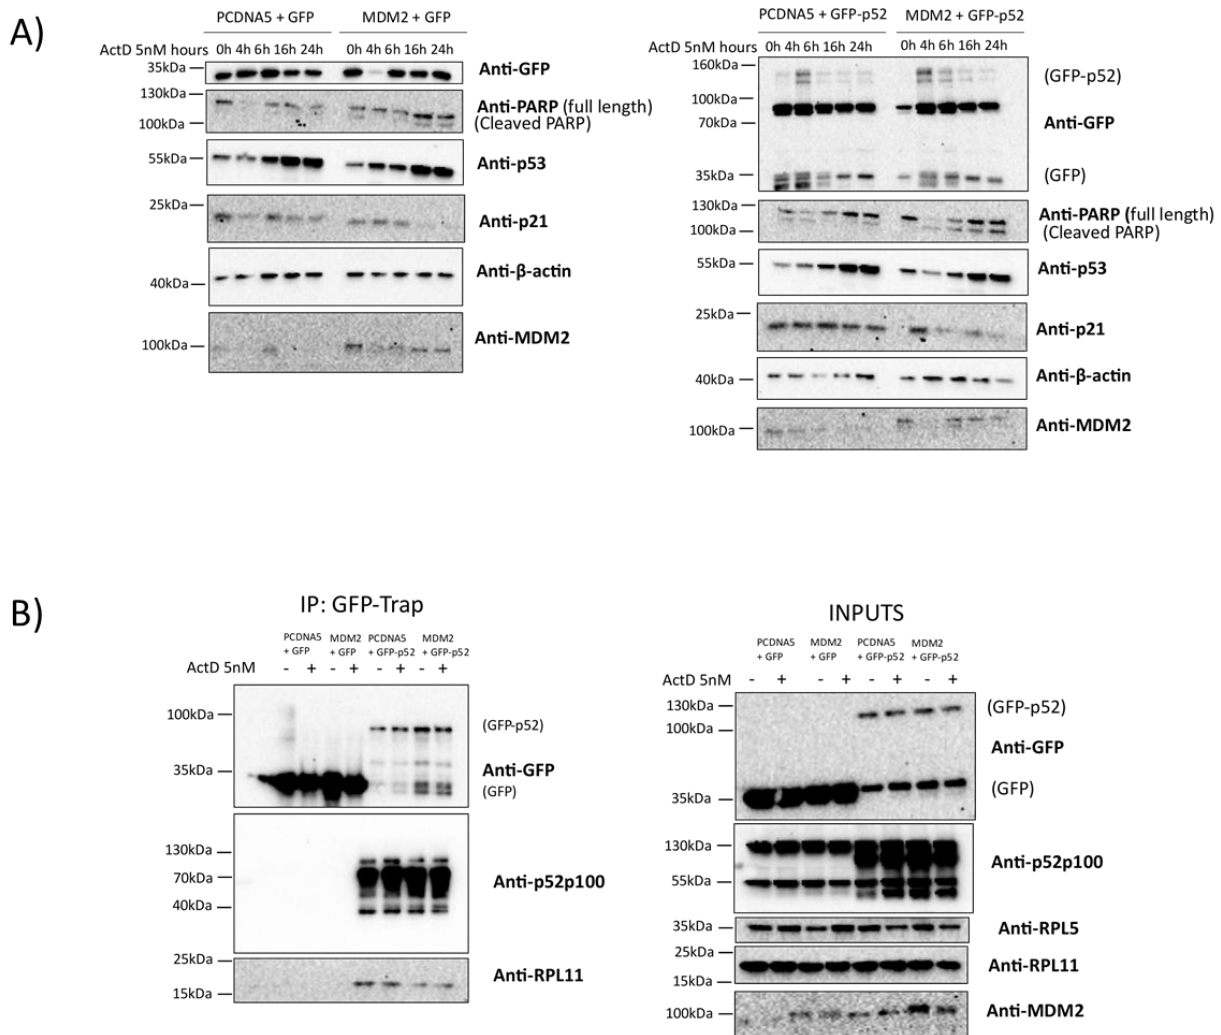 A)
PCDNA5 + GFP MDM2 + GFP
ActD 5nM hours 0h 4h 6h 16h 24h 0h 4h 6h 16h 24h
35kDa Anti-GFP
130kDa Anti-PARP (full length)
100kDa (Cleaved PARP)
55kDa Anti-p53
25kDa Anti-p21
40kDa Anti-β-actin
100kDa Anti-MDM2
PCDNA5 + GFP-p52 MDM2 + GFP-p52
ActD 5nM hours 0h 4h 6h 16h 24h 0h 4h 6h 16h 24h
160kDa (GFP-p52)
100kDa
70kDa Anti-GFP
35kDa (GFP)
130kDa Anti-PARP (full length)
100kDa (Cleaved PARP)
55kDa Anti-p53
25kDa Anti-p21
40kDa Anti-β-actin
100kDa Anti-MDM2
B)
IP: GFP-Trap
PCDNA5 MDM2 PCDNA5 MDM2
+ GFP + GFP + GFP-p52 + GFP-p52
ActD 5nM - + - + - + - +
100kDa (GFP-p52)
35kDa Anti-GFP
(GFP)
130kDa
70kDa Anti-p52p100
40kDa
25kDa Anti-RPL11
15kDa
INPUTS
PCDNA5 MDM2 PCDNA5 MDM2
+ GFP + GFP + GFP-p52 + GFP-p52
ActD 5nM - + - + - + - +
130kDa (GFP-p52)
100kDa
Anti-GFP
35kDa (GFP)
130kDa Anti-p52p100
55kDa
35kDa Anti-RPL5
25kDa Anti-RPL11
15kDa
100kDa Anti-MDM2